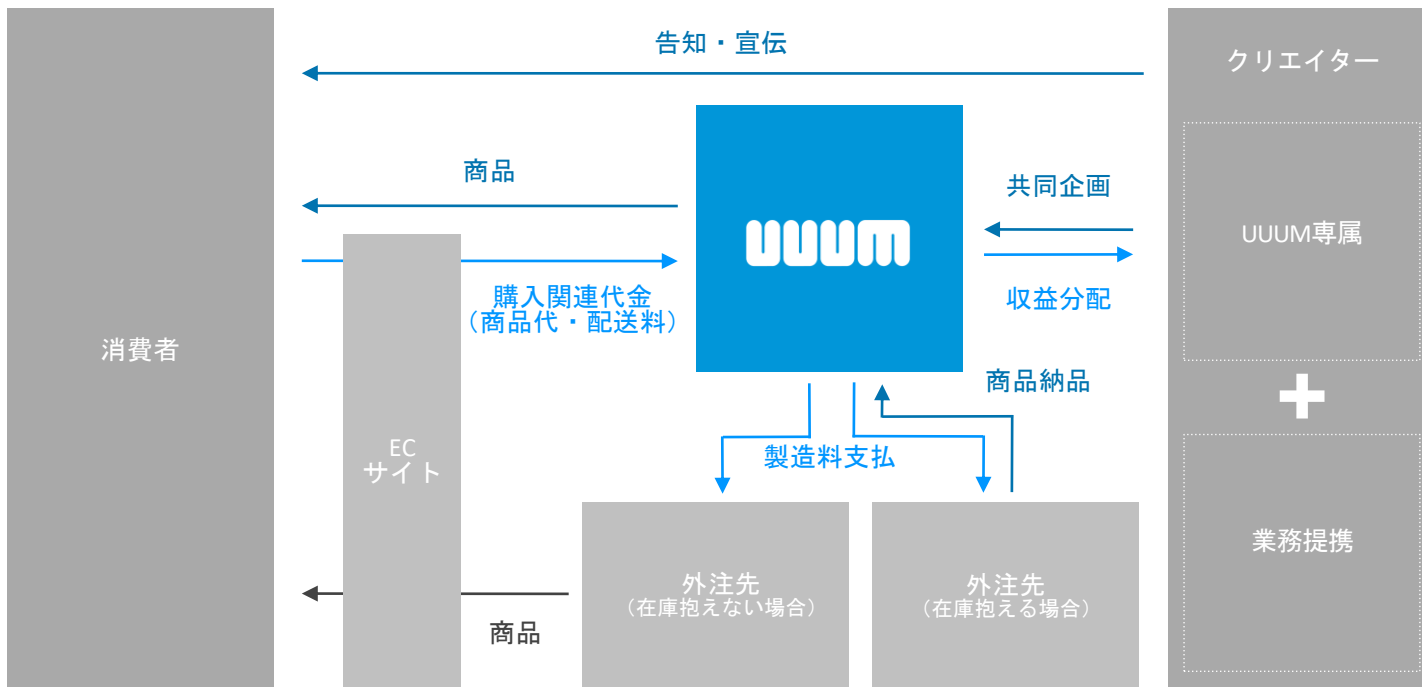 告知・宣伝
クリエイター
商品
共同企画
UUUM
UUUM専属
購入関連代金
（商品代・配送料）
収益分配
消費者
商品納品
EC
サイト
製造料支払
業務提携
外注先
（在庫抱えない場合）
外注先
（在庫抱える場合）
商品